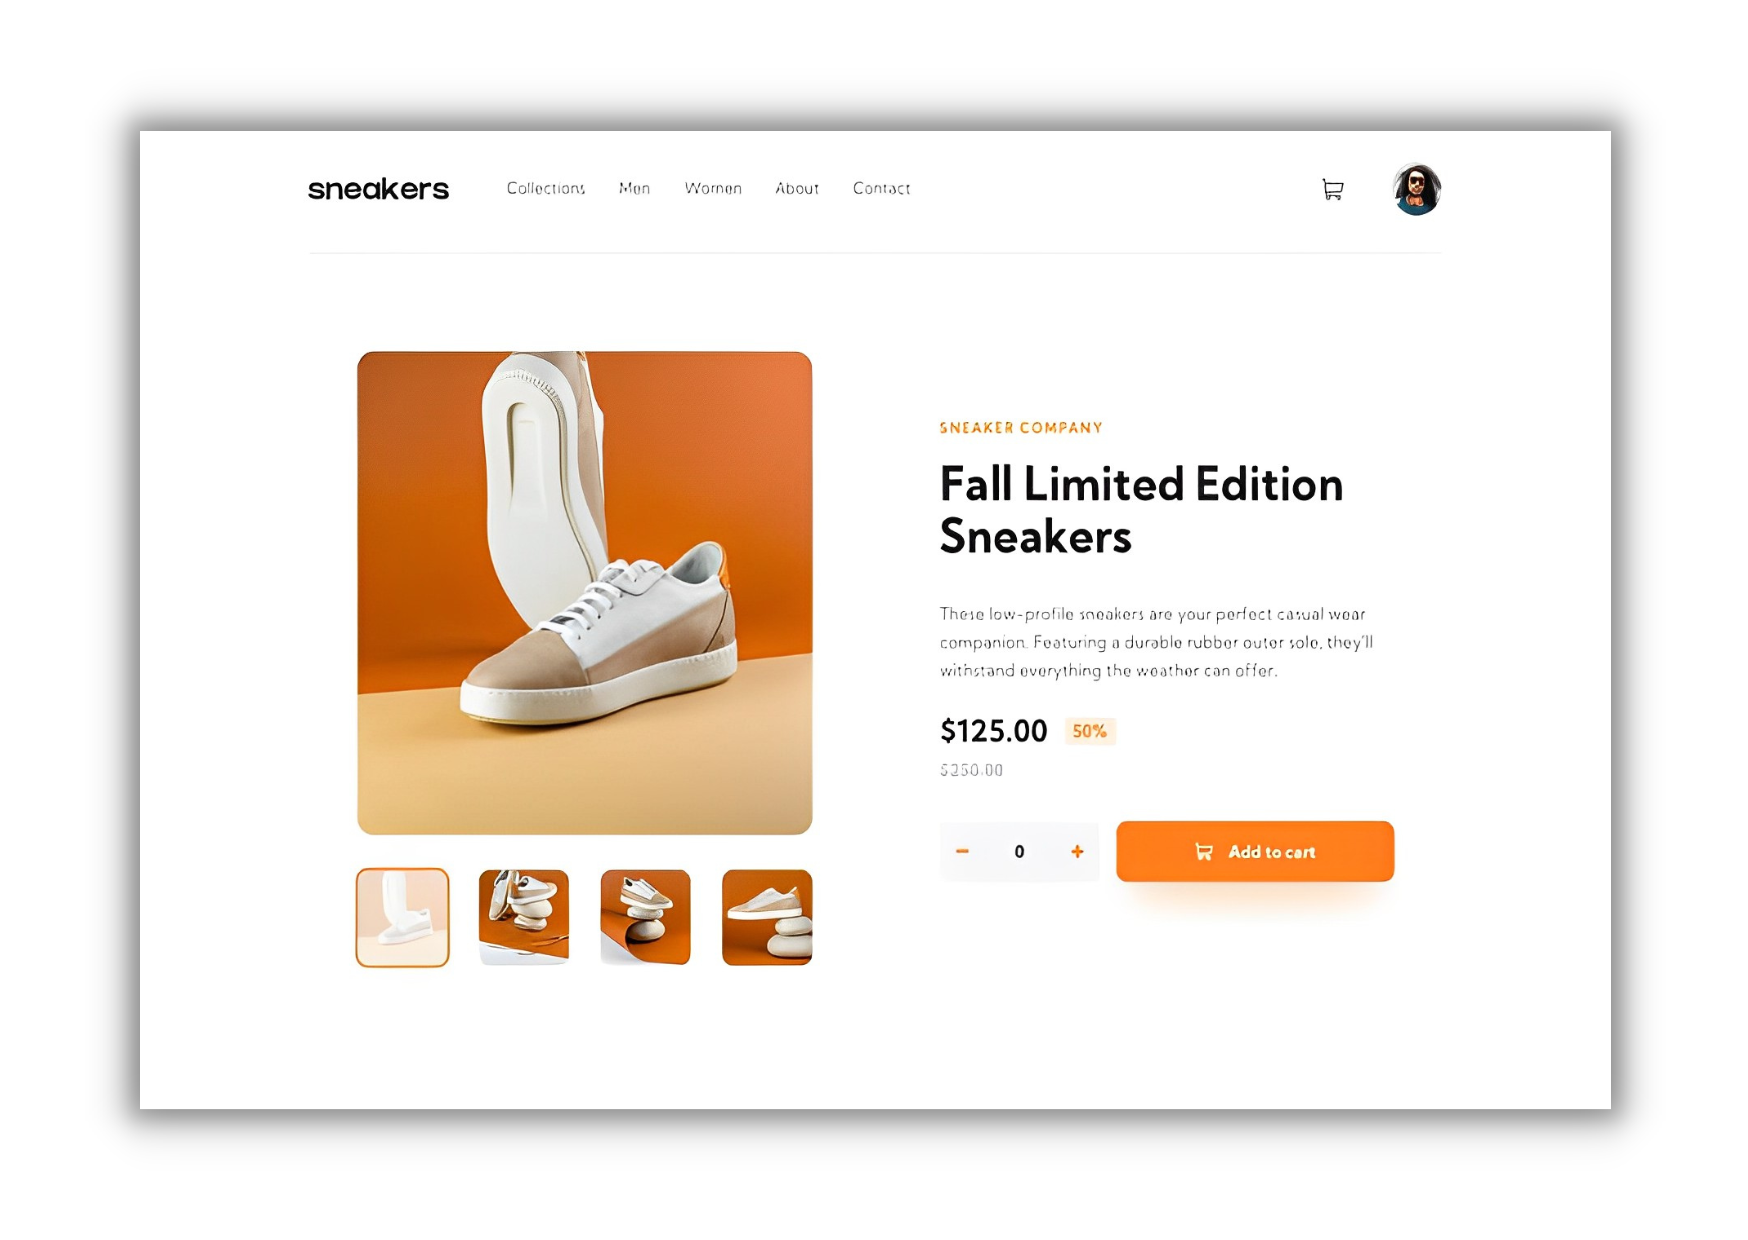 sneakers
Collections Men Women About Contact
SNEAKER COMPANY
Fall Limited Edition
Sneakers
These low-profile sneakers are your perfect casual wear
companion. Featuring a durable rubber outer sole, they'll
withstand everything the weather can offer.
$125.00 50%
$250.00
- 0 +
Add to cart